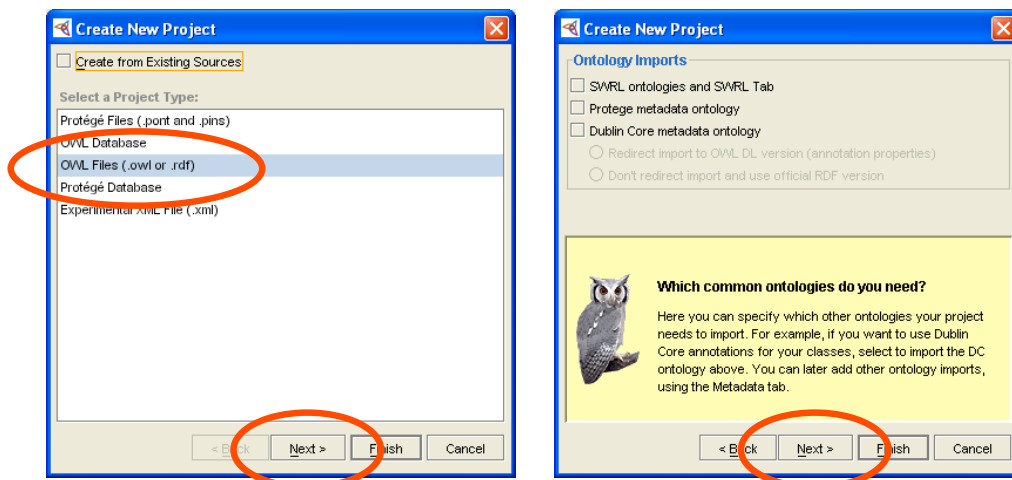 Create New Project
Create from Existing Sources
Select a Project Type:
Protégé Files (.pont and .pins)
OWL Database
OWL Files (.owl or .rdf)
Protégé Database
Experimental XML File (.xml)
< Back
Next >
Finish
Cancel
Create New Project
Ontology Imports
SWRL ontologies and SWRL Tab
Protege metadata ontology
Dublin Core metadata ontology
Redirect import to OWL DL version (annotation properties)
Don't redirect import and use official RDF version
Which common ontologies do you need?
Here you can specify which other ontologies your project
needs to import. For example, if you want to use Dublin
Core annotations for your classes, select to import the DC
ontology above. You can later add other ontology imports,
using the Metadata tab.
< Back
Next >
Finish
Cancel